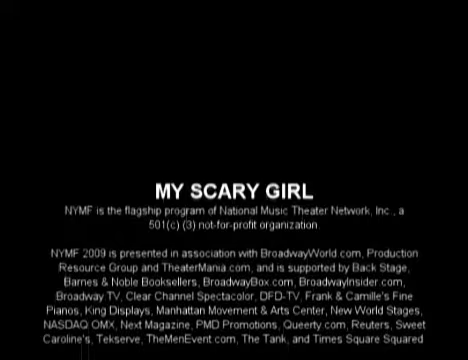 MY SCARY GIRL
NYMF is the flagship program of National Music Theater Network, Inc., a
501(c) (3) not-for-profit organization.
NYMF 2009 is presented in association with BroadwayWorld.com, Production
Resource Group and TheaterMania.com, and is supported by Back Stage,
Barnes & Noble Booksellers, BroadwayBox.com, BroadwayInsider.com,
Broadway TV, Clear Channel Spectacolor, DFD-TV, Frank & Camille's Fine
Pianos, King Displays, Manhattan Movement & Arts Center, New World Stages,
NASDAQ OMX, Next Magazine, PMD Promotions, Queerty.com, Reuters, Sweet
Caroline's, Tekserve, TheMenEvent.com, The Tank, and Times Square Squared